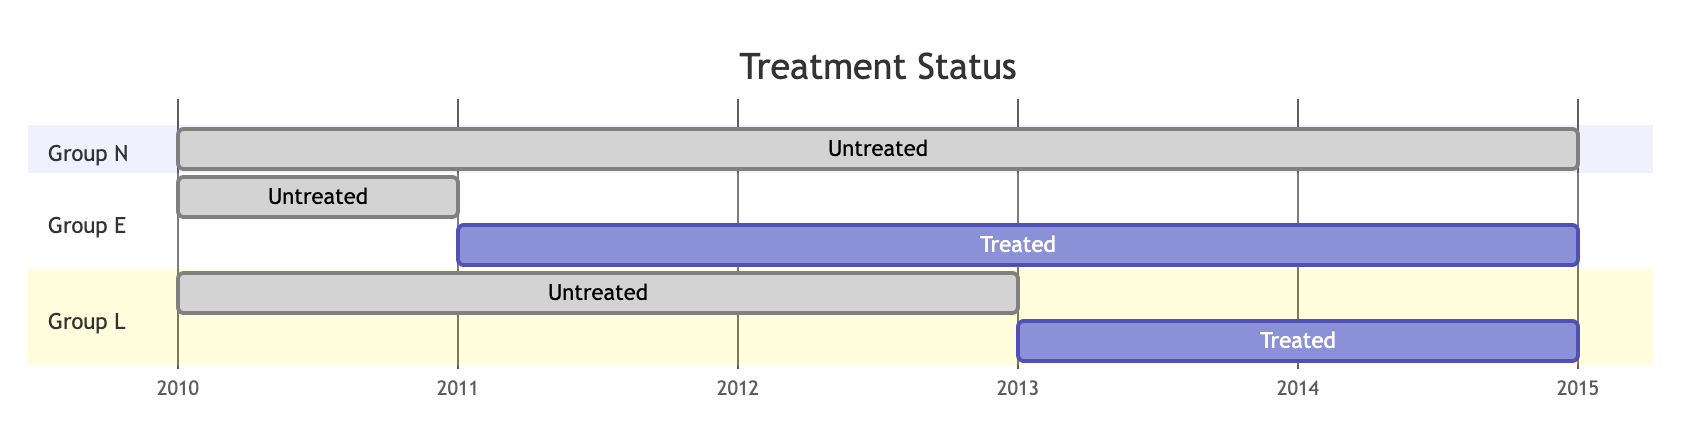 Treatment Status
Group N
Untreated
Group E
Untreated
Treated
Group L
Untreated
Treated
2010 2011 2012 2013 2014 2015